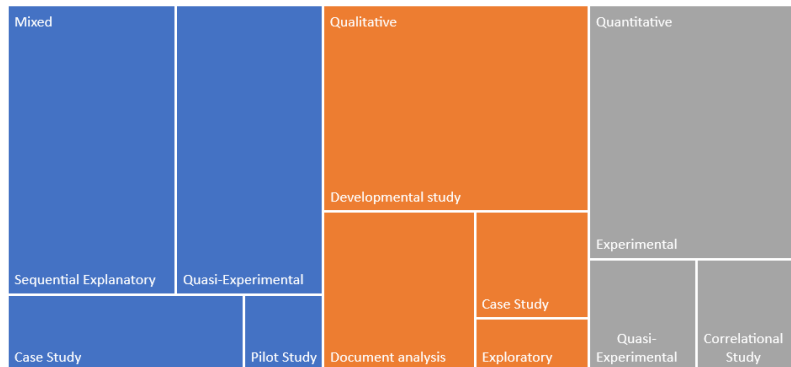 Mixed
Sequential Explanatory
Quasi-Experimental
Case Study
Pilot Study
Qualitative
Developmental study
Document analysis
Case Study
Exploratory
Quantitative
Experimental
Quasi-
Experimental
Correlational
Study